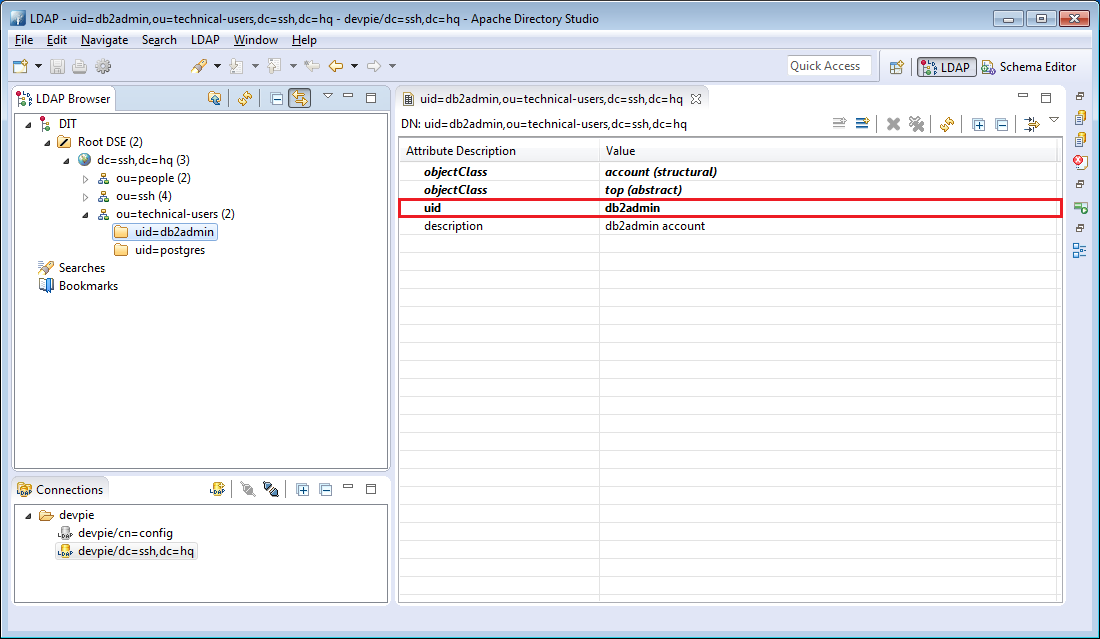 LDAP - uid=db2admin,ou=technical-users,dc=ssh,dc=hq - devpie/dc=ssh,dc=hq - Apache Directory Studio
File Edit Navigate Search LDAP Window Help
Quick Access LDAP Schema Editor
LDAP Browser
DIT
Root DSE (2)
dc=ssh,dc=hq (3)
ou=people (2)
ou=ssh (4)
ou=technical-users (2)
uid=db2admin
uid=postgres
Searches
Bookmarks
Connections
devpie
devpie/cn=config
devpie/dc=ssh,dc=hq
uid=db2admin,ou=technical-users,dc=ssh,dc=hq
DN: uid=db2admin,ou=technical-users,dc=ssh,dc=hq
Attribute Description Value
objectClass account (structural)
objectClass top (abstract)
uid db2admin
description db2admin account